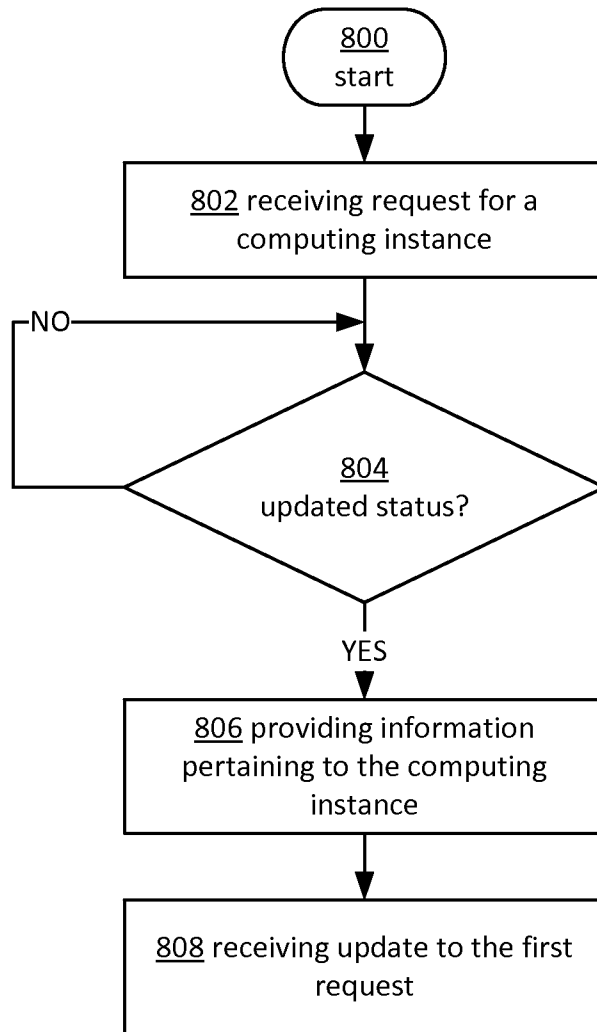 800
start
802 receiving request for a
computing instance
NO
804
updated status?
YES
806 providing information
pertaining to the computing
instance
808 receiving update to the first
request